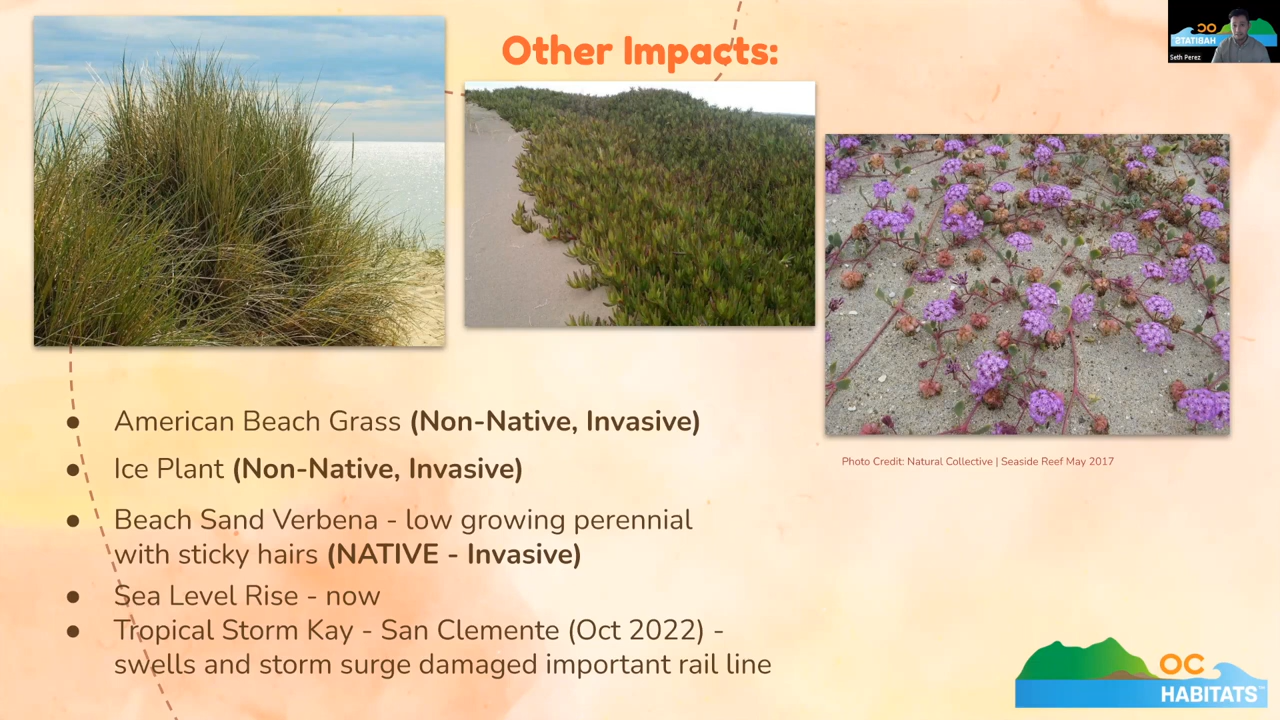 Other Impacts:
OC
HABITATS
Seth Perez
American Beach Grass (Non-Native, Invasive)
Ice Plant (Non-Native, Invasive)
Beach Sand Verbena - low growing perennial
with sticky hairs (NATIVE - Invasive)
Sea Level Rise - now
Tropical Storm Kay - San Clemente (Oct 2022) -
swells and storm surge damaged important rail line
Photo Credit: Natural Collective | Seaside Reef May 2017
OC
HABITATS™